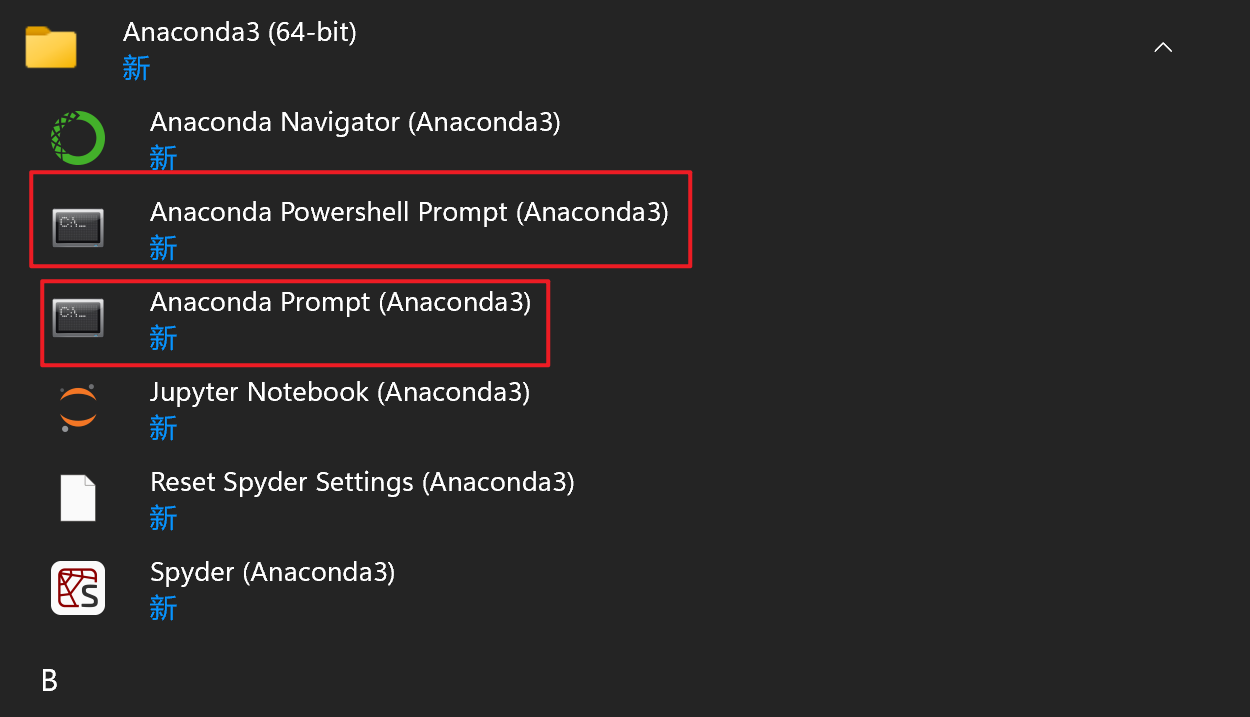 Anaconda3 (64-bit)
新
Anaconda Navigator (Anaconda3)
新
C:\_
Anaconda Powershell Prompt (Anaconda3)
新
C:\_
Anaconda Prompt (Anaconda3)
新
Jupyter Notebook (Anaconda3)
新
Reset Spyder Settings (Anaconda3)
新
S
Spyder (Anaconda3)
新
B